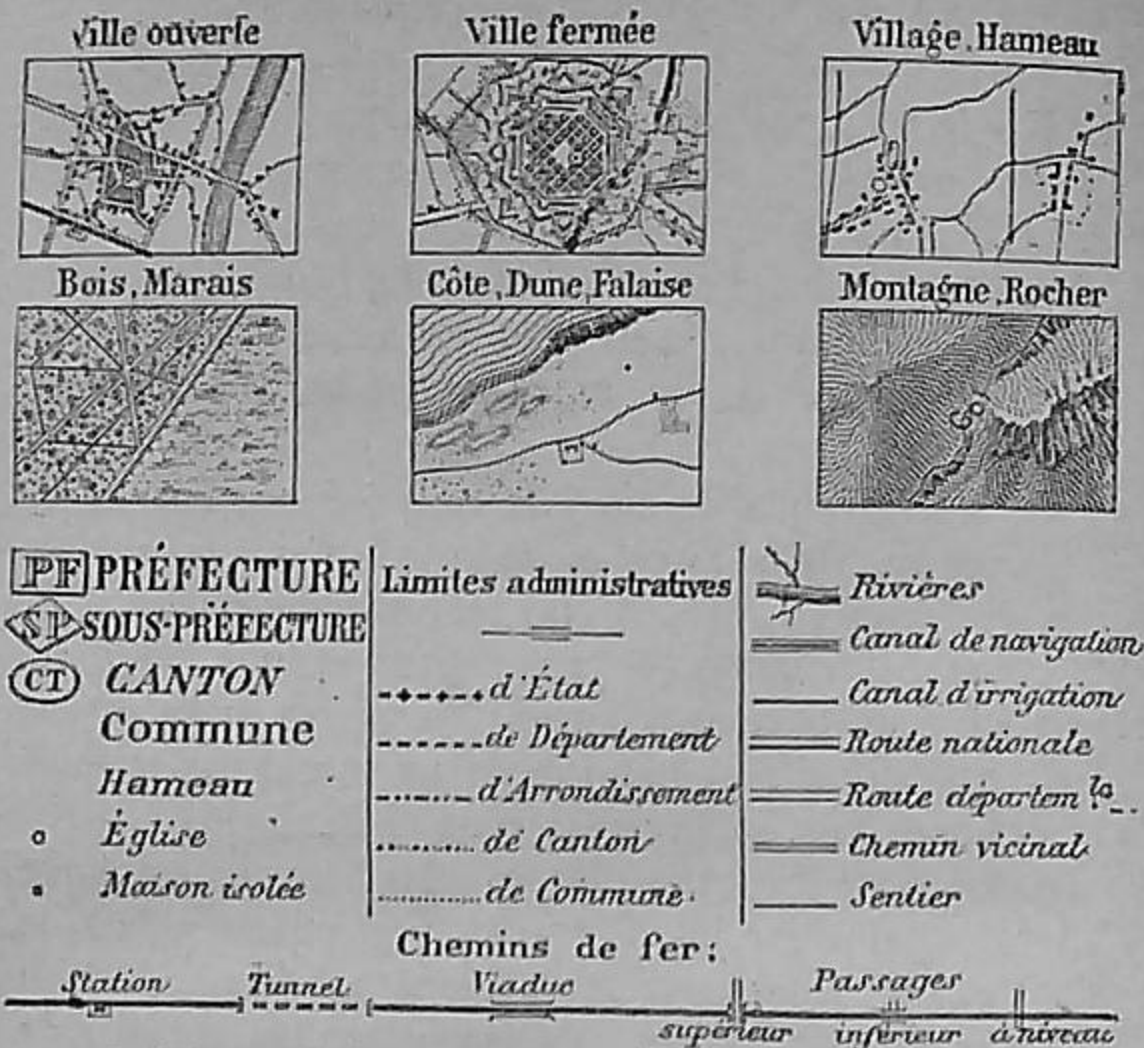 Ville ouverte
Ville fermée
Village, Hameau
Bois, Marais
Côte, Dune, Falaise
Montagne, Rocher
PF PRÉFECTURE
SP SOUS-PRÉFECTURE
CT CANTON
Commune
Hameau
Église
Maison isolée
Limites administratives
d'État
de Département
d'Arrondissement
de Canton
de Commune
Rivières
Canal de navigation
Canal d'irrigation
Route nationale
Route départem le
Chemin vicinal
Sentier
Chemins de fer:
Station Tunnel Viaduc Passages
supérieur inférieur à niveau